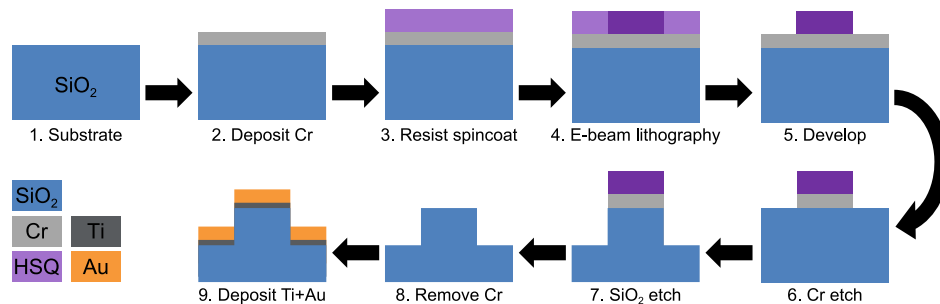 SiO₂
1. Substrate
2. Deposit Cr
3. Resist spincoat
4. E-beam lithography
5. Develop
SiO₂
Cr
Ti
HSQ
Au
9. Deposit Ti+Au
8. Remove Cr
7. SiO₂ etch
6. Cr etch